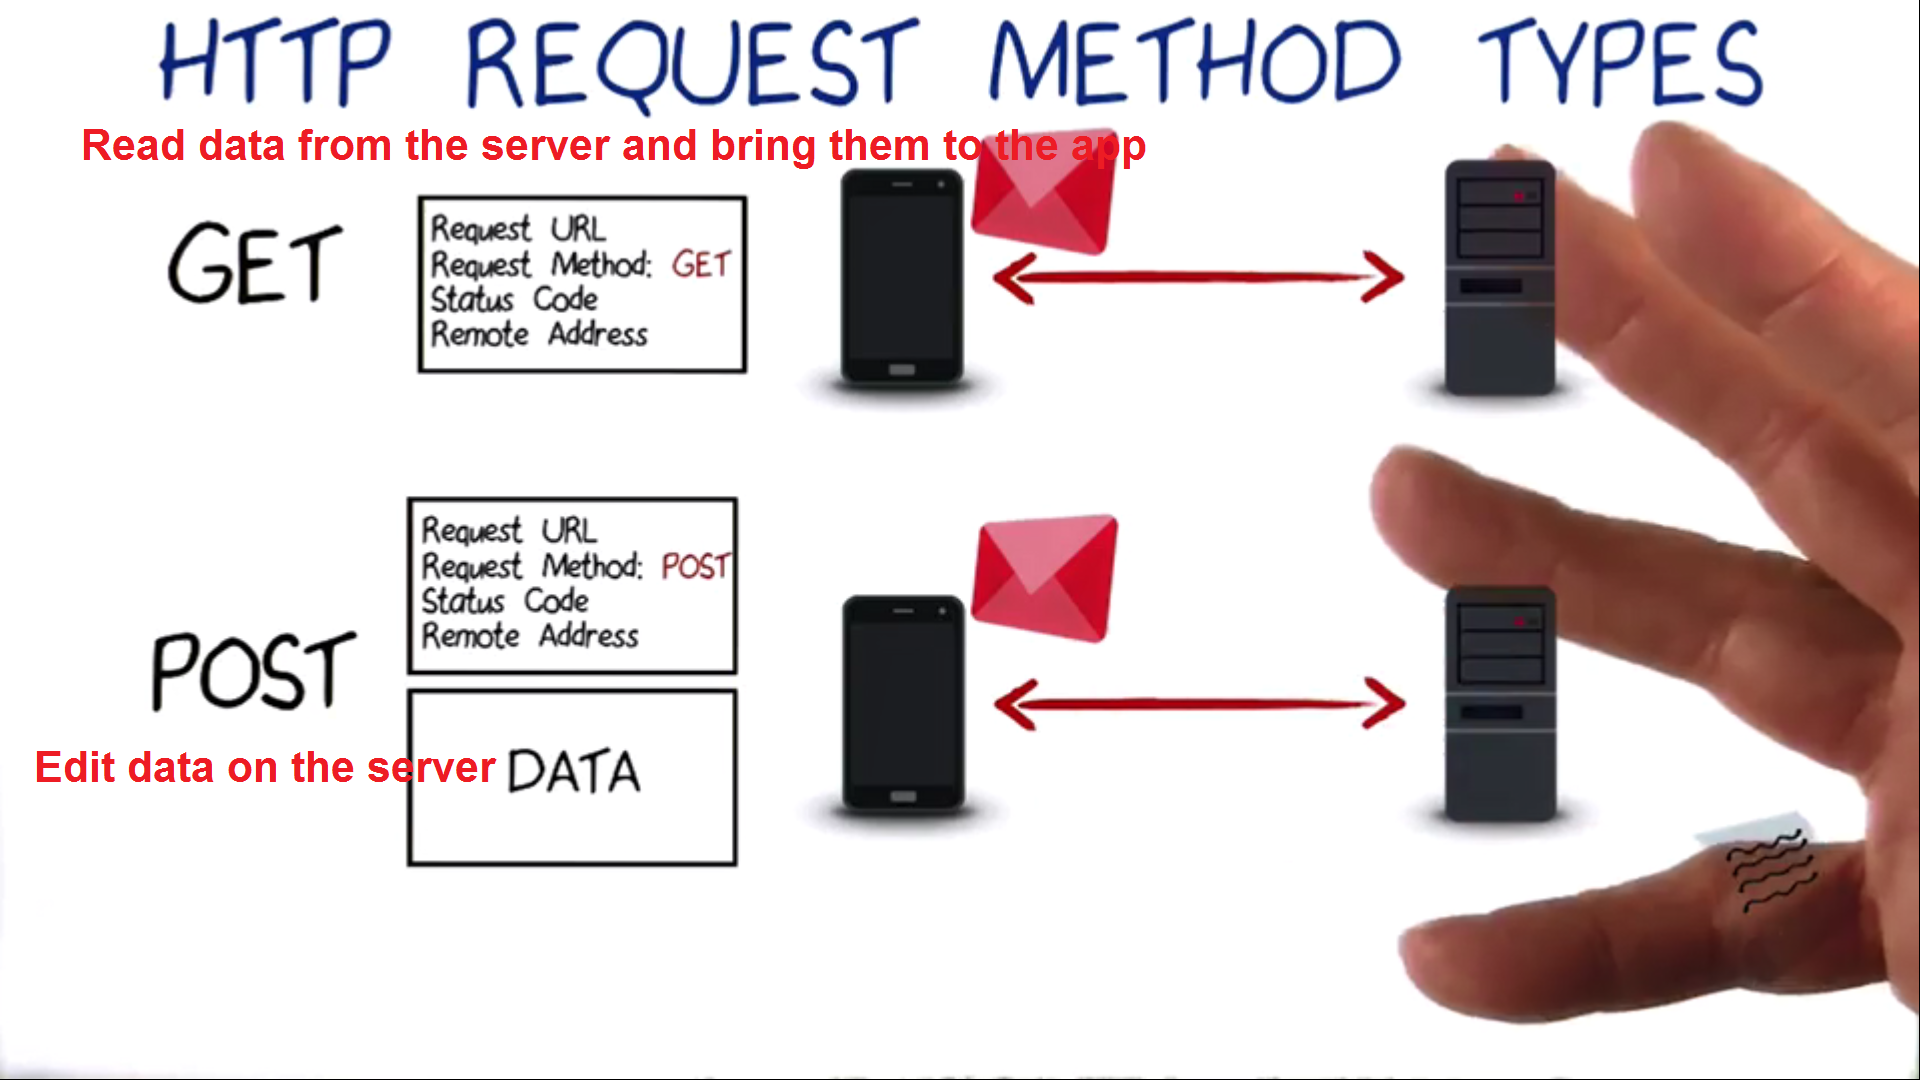 HTTP REQUEST METHOD TYPES
Read data from the server and bring them to the app
GET
Request URL
Request Method: GET
Status Code
Remote Address
POST
Request URL
Request Method: POST
Status Code
Remote Address
Edit data on the server
DATA